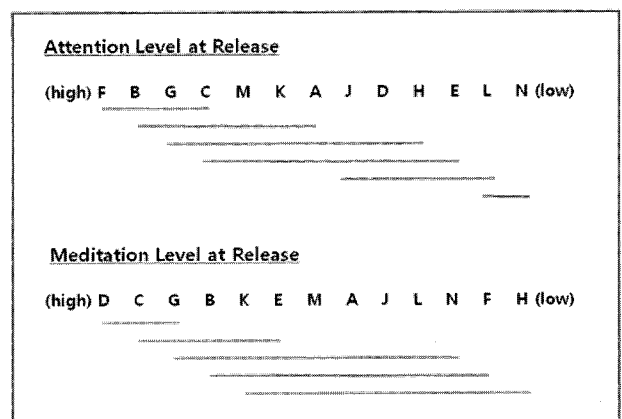 Attention Level at Release
(high) F B G C M K A J D H E L N (low)
Meditation Level at Release
(high) D C G B K E M A J L N F H (low)